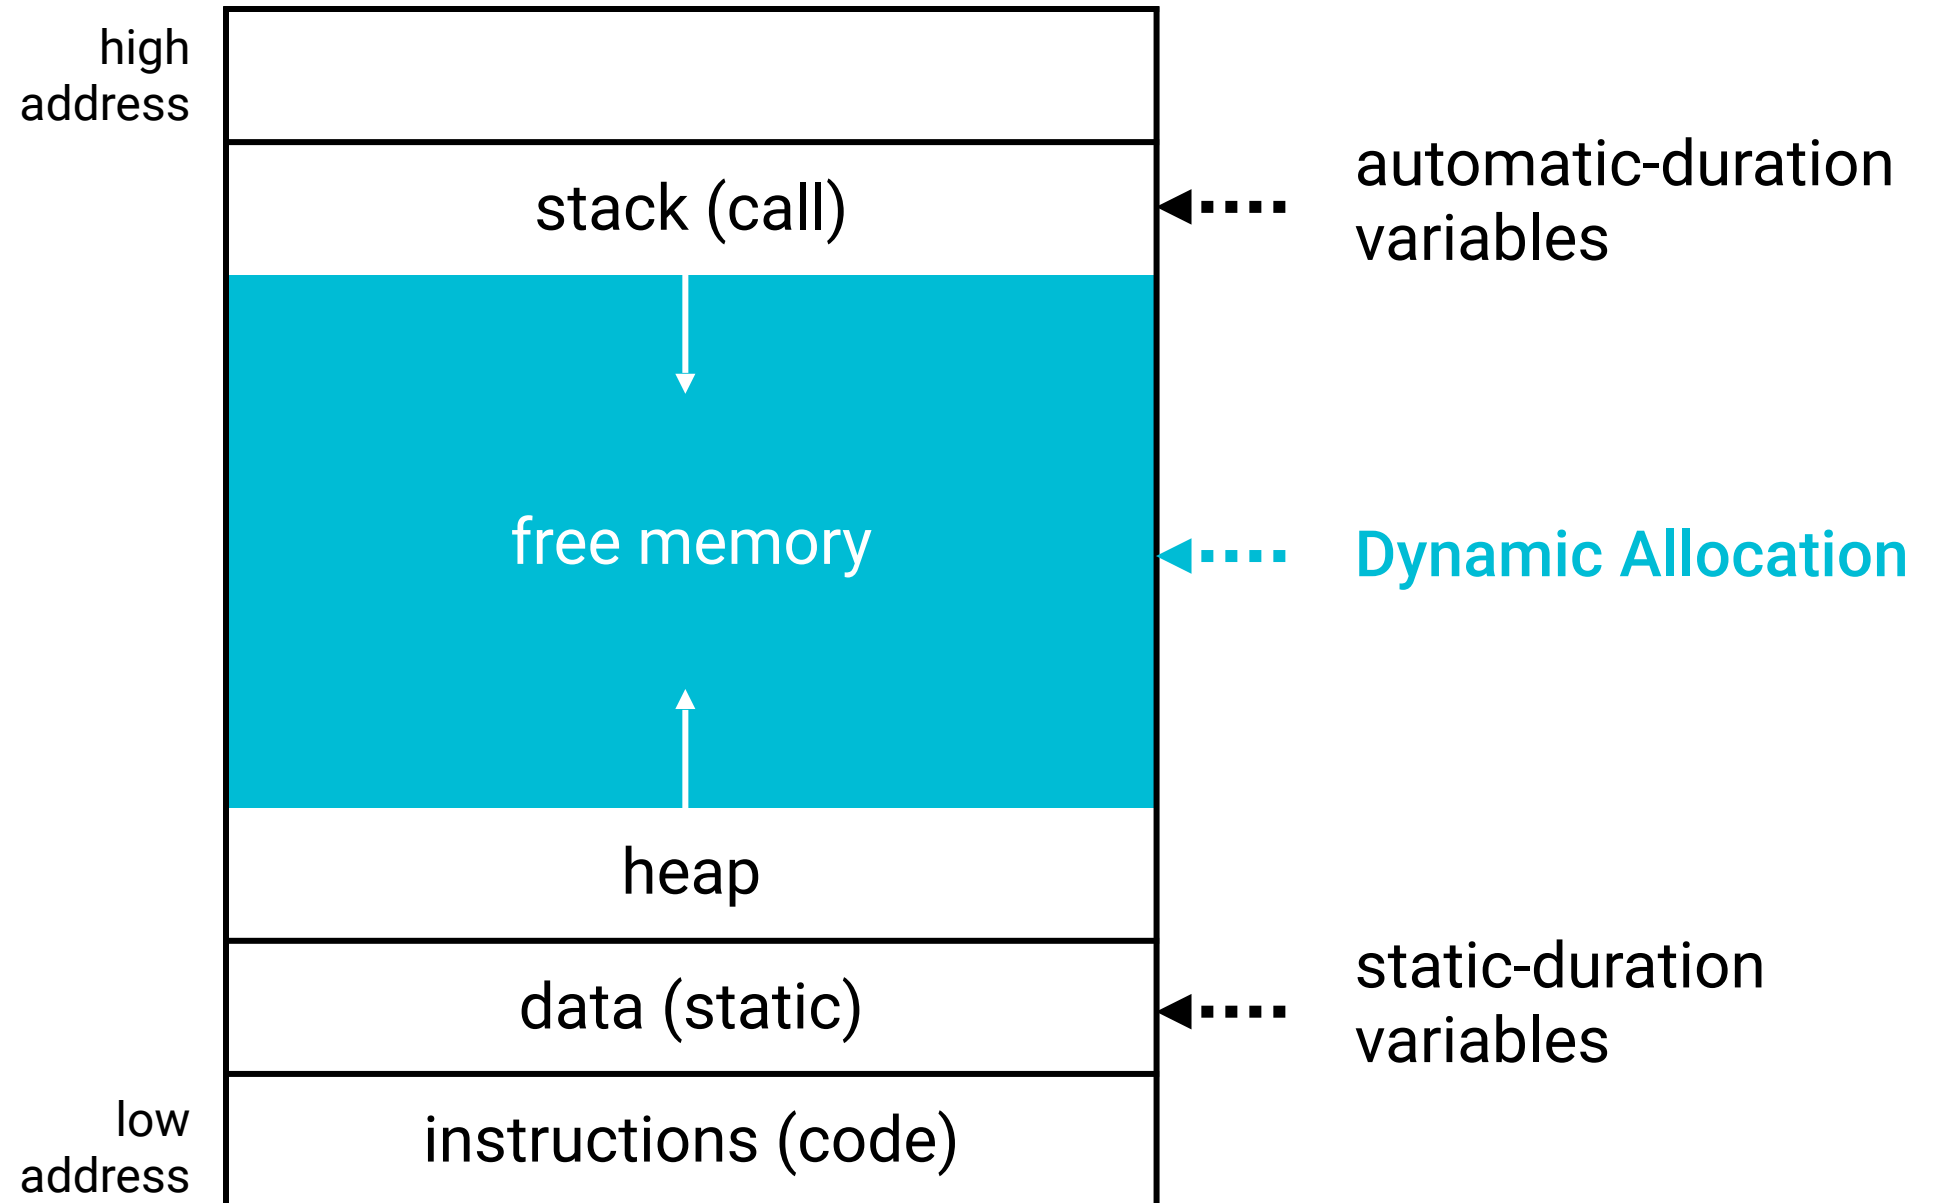 high
address
stack (call)
automatic-duration
variables
free memory
Dynamic Allocation
heap
data (static)
static-duration
variables
low
address
instructions (code)